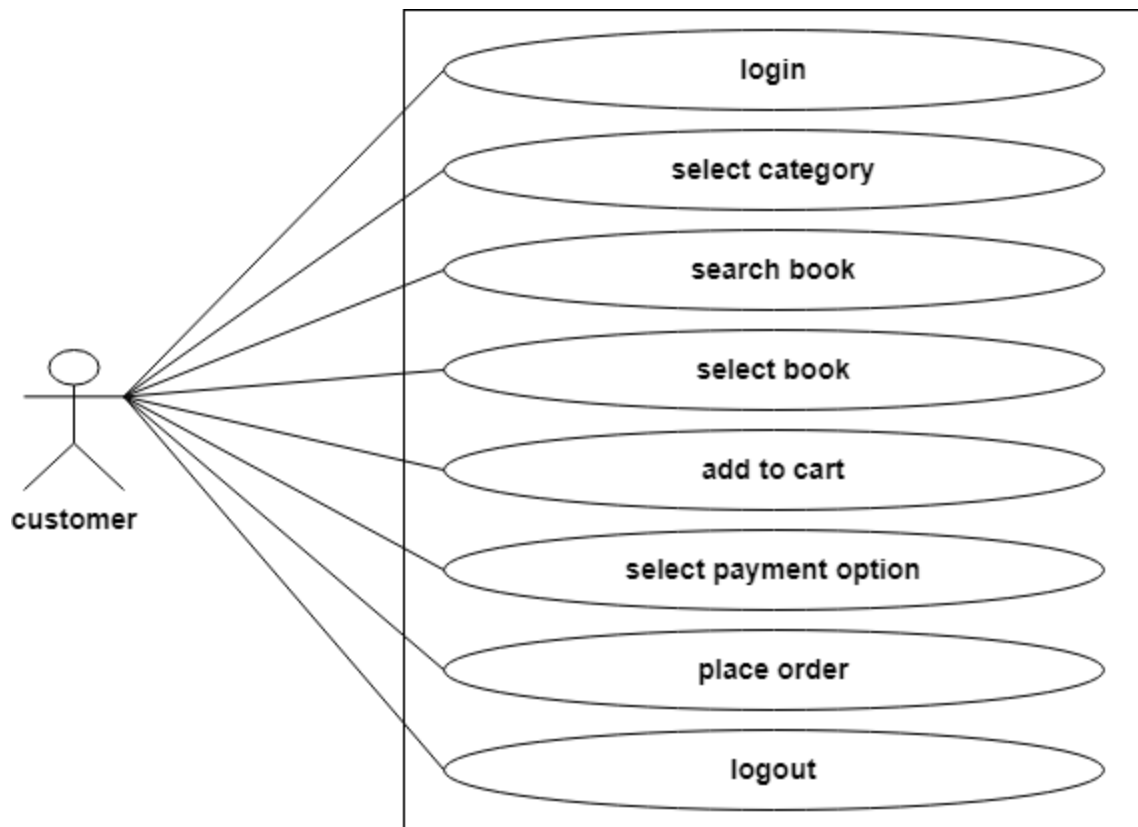 login
select category
search book
select book
add to cart
customer
select payment option
place order
logout